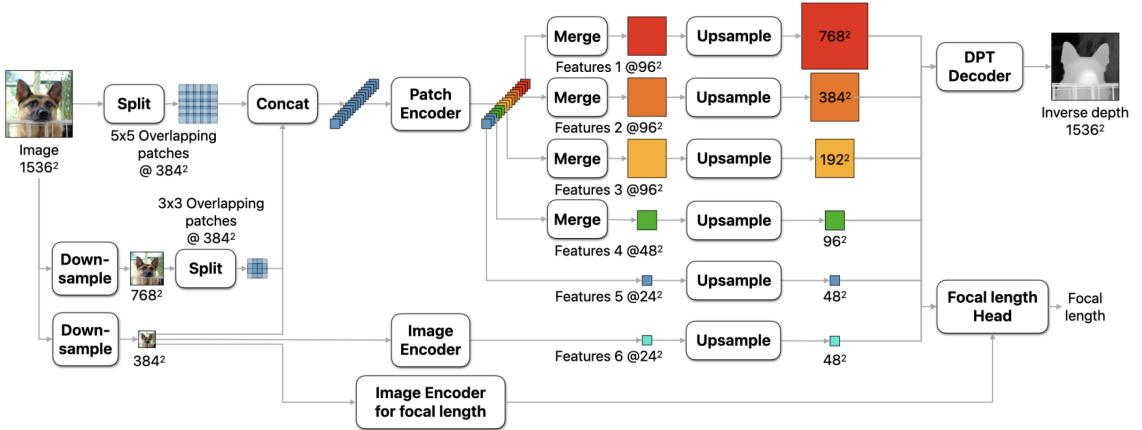 Image
1536²
Split
5x5 Overlapping
patches
@ 384²
Concat
3x3 Overlapping
patches
@ 384²
Down-
sample
768²
Split
Down-
sample
384²
Patch
Encoder
Image
Encoder
Image Encoder
for focal length
Merge
Features 1 @96²
Upsample
768²
Merge
Features 2 @96²
Upsample
384²
Merge
Features 3 @96²
Upsample
192²
Merge
Features 4 @48²
Upsample
96²
Features 5 @24²
Upsample
48²
Features 6 @24²
Upsample
48²
DPT
Decoder
Inverse depth
1536²
Focal length
Head
Focal
length